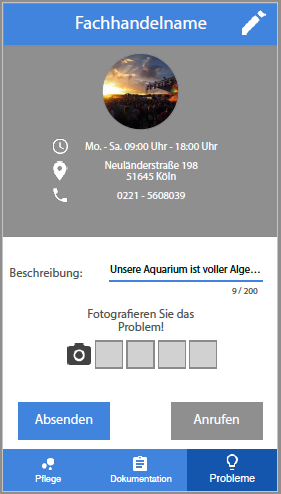 Fachhandelname
Mo. - Sa. 09:00 Uhr - 18:00 Uhr
Neuländerstraße 198
51645 Köln
0221 - 5608039
Beschreibung:
Unsere Aquarium ist voller Alge...
9 / 200
Fotografieren Sie das
Problem!
Absenden
Anrufen
Pflege
Dokumentation
Probleme